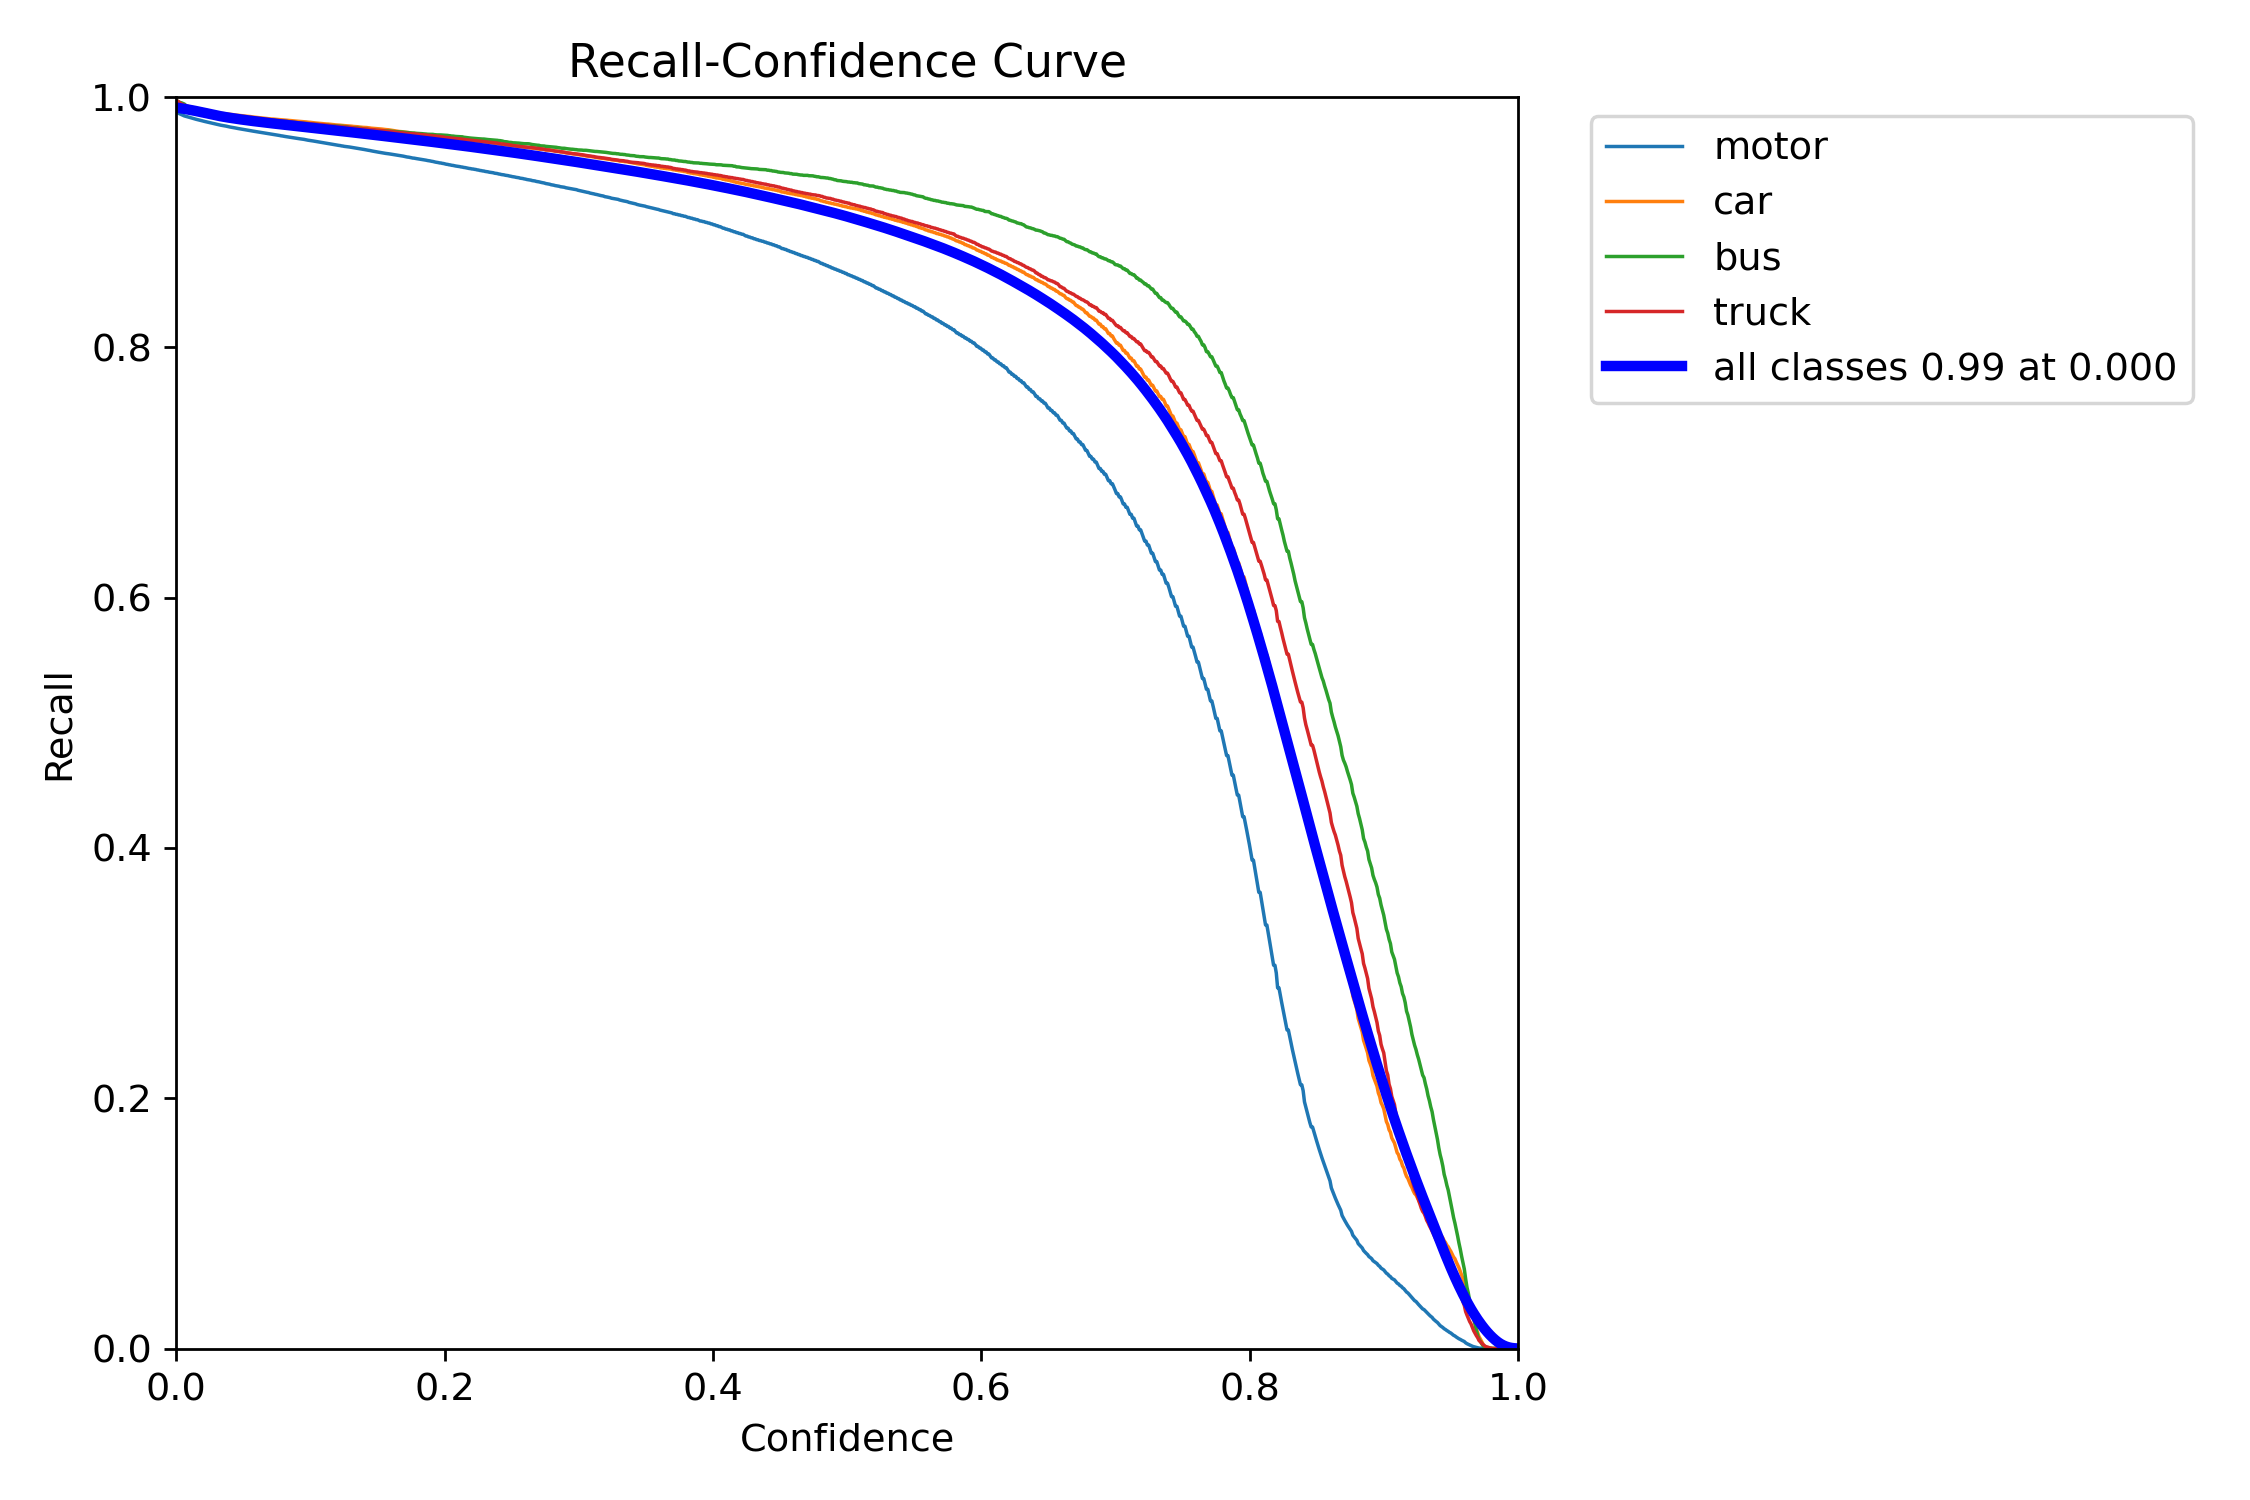 Recall-Confidence Curve
1.0
0.8
0.6
0.4
0.2
0.0
Recall
0.0 0.2 0.4 0.6 0.8 1.0
Confidence
motor
car
bus
truck
all classes 0.99 at 0.000